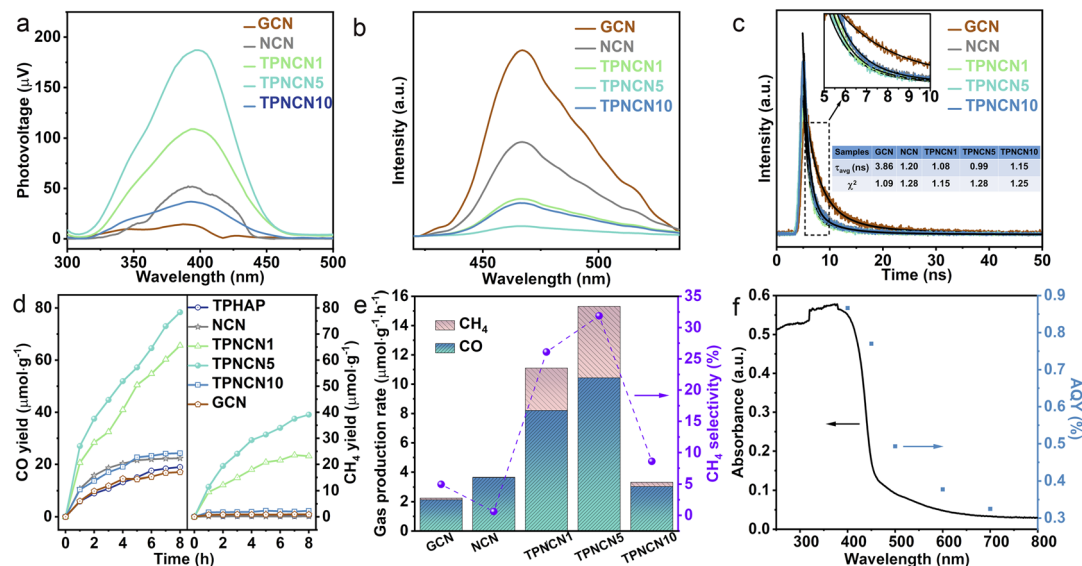 a
GCN
NCN
TPNCN1
TPNCN5
TPNCN10
Photovoltage (μV)
200
150
100
50
0
300 350 400 450 500
Wavelength (nm)
b
GCN
NCN
TPNCN1
TPNCN5
TPNCN10
Intensity (a.u.)
450 500
Wavelength (nm)
c
GCN
NCN
TPNCN1
TPNCN5
TPNCN10
5 6 7 8 9 10
Samples GCN NCN TPNCN1 TPNCN5 TPNCN10
τavg (ns) 3.86 1.20 1.08 0.99 1.15
χ² 1.09 1.28 1.15 1.28 1.25
Intensity (a.u.)
0 10 20 30 40 50
Time (ns)
d
TPHAP
NCN
TPNCN1
TPNCN5
TPNCN10
GCN
CO yield (μmol·g⁻¹)
80
60
40
20
0
0 2 4 6 8 0 2 4 6 8
Time (h)
CH₄ yield (μmol·g⁻¹)
80
70
60
50
40
30
20
10
0
e
CH₄
CO
Gas production rate (μmol·g⁻¹·h⁻¹)
16
14
12
10
8
6
4
2
0
GCN NCN TPNCN1 TPNCN5 TPNCN10
CH₄ selectivity (%)
35
30
25
20
15
10
5
0
f
Absorbance (a.u.)
0.6
0.5
0.4
0.3
0.2
0.1
0.0
300 400 500 600 700 800
Wavelength (nm)
AQY (%)
0.9
0.8
0.7
0.6
0.5
0.4
0.3